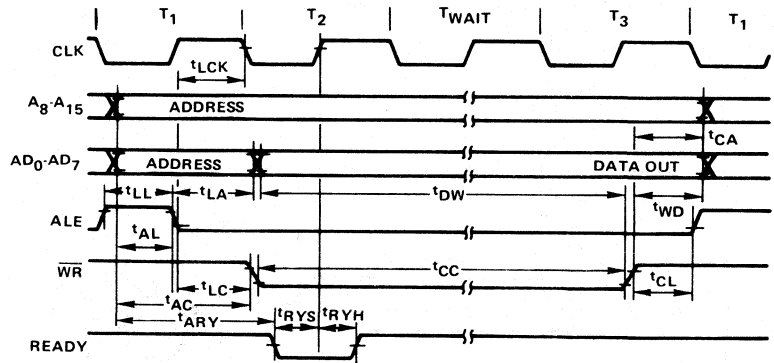 T1 T2 TWAIT T3 T1
CLK
tLCK
A8-A15 ADDRESS
tCA
AD0-AD7 ADDRESS DATA OUT
tLL tLA tDW tWD
ALE
tAL
WR tCC
tLC tCL
tAC
tARY tRYS tRYH
READY